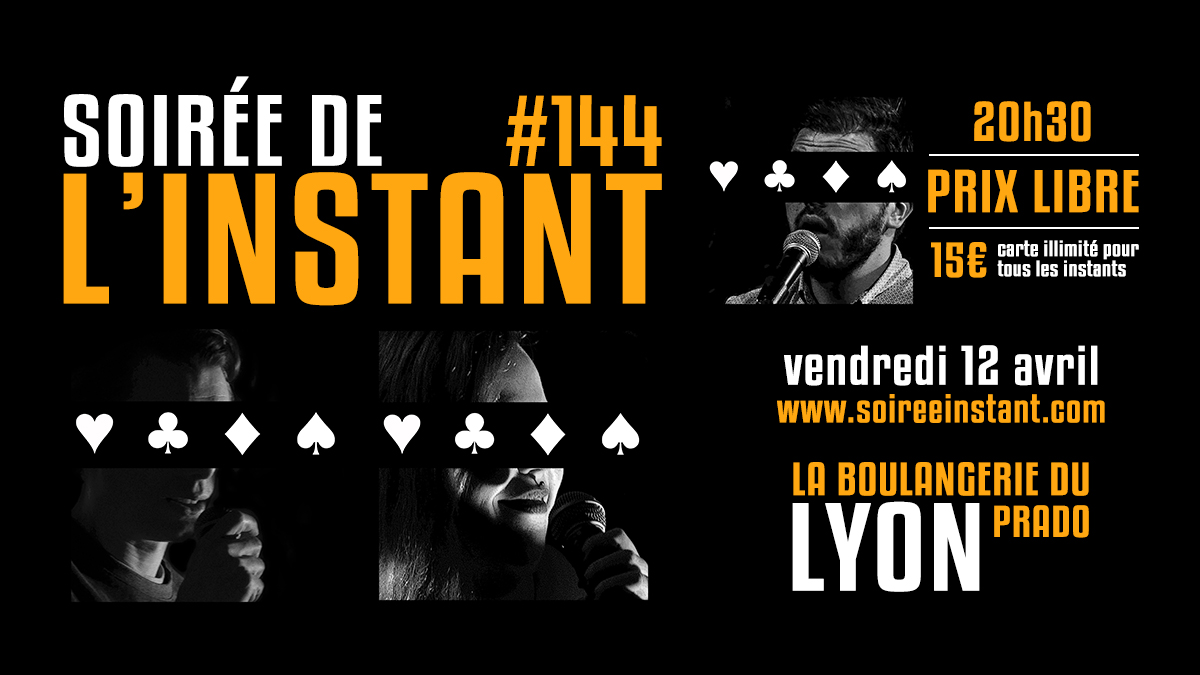 SOIRÉE DE #144
L'INSTANT
20h30
PRIX LIBRE
15€ carte illimité pour
tous les instants
vendredi 12 avril
www.soireeinstant.com
LA BOULANGERIE DU
LYON PRADO